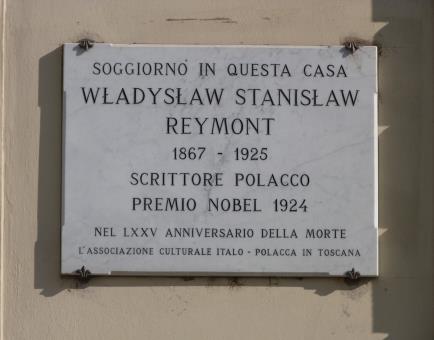 SOGGIORNÒ IN QUESTA CASA
WŁADYSŁAW STANISŁAW
REYMONT
1867 - 1925
SCRITTORE POLACCO
PREMIO NOBEL 1924
NEL LXXV ANNIVERSARIO DELLA MORTE
L'ASSOCIAZIONE CULTURALE ITALO - POLACCA IN TOSCANA